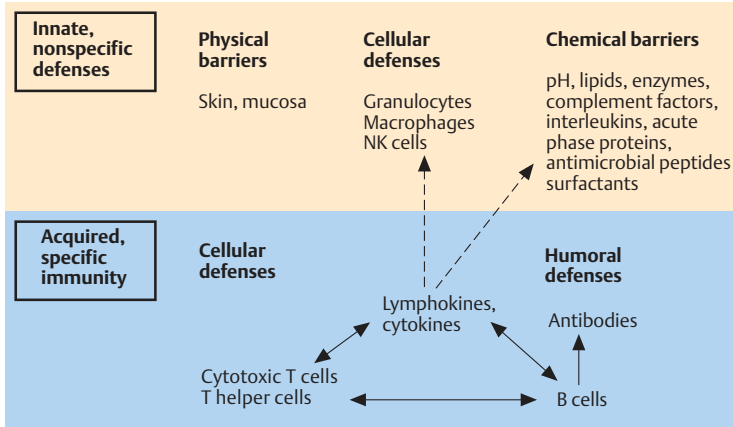 Innate,
nonspecific
defenses
Physical
barriers
Skin, mucosa
Cellular
defenses
Granulocytes
Macrophages
NK cells
Chemical barriers
pH, lipids, enzymes,
complement factors,
interleukins, acute
phase proteins,
antimicrobial peptides
surfactants
Acquired,
specific
immunity
Cellular
defenses
Humoral
defenses
Lymphokines,
cytokines
Antibodies
Cytotoxic T cells
T helper cells
B cells